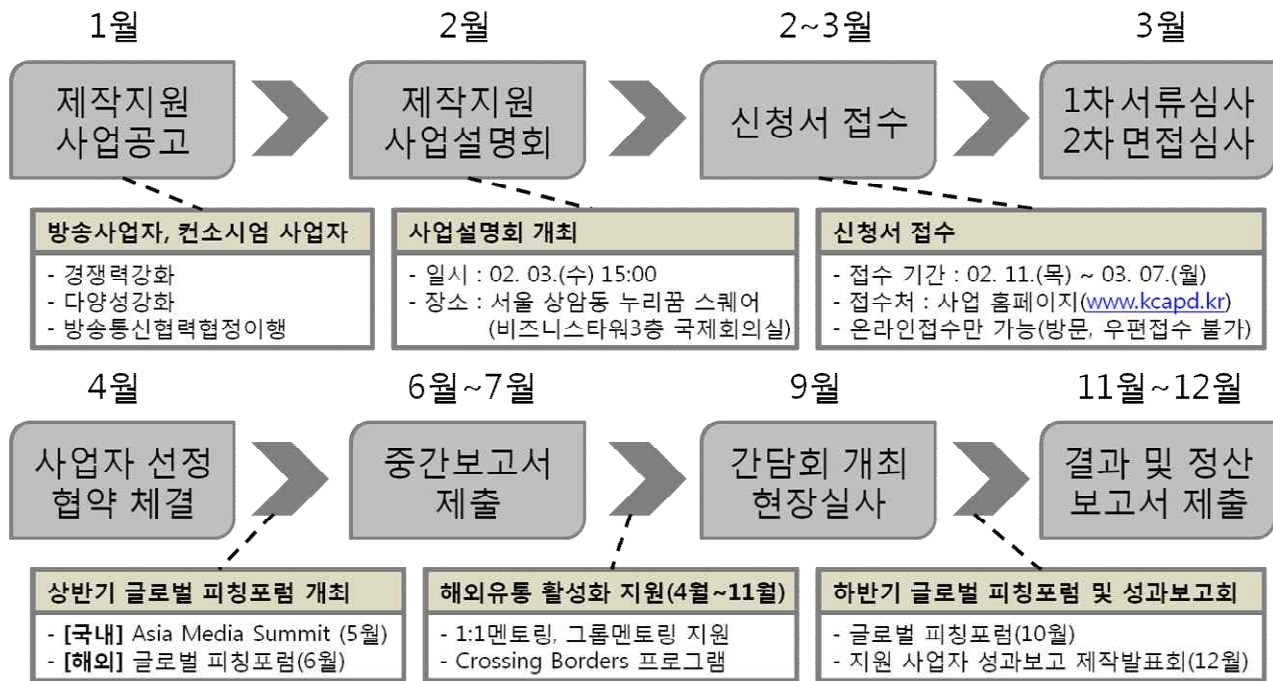 1월
2월
2~3월
3월
제작지원
사업공고
제작지원
사업설명회
신청서 접수
1차 서류심사
2차 면접심사
방송사업자, 컨소시엄 사업자
- 경쟁력강화
- 다양성강화
- 방송통신협력협정이행
사업설명회 개최
- 일시 : 02. 03.(수) 15:00
- 장소 : 서울 상암동 누리꿈 스퀘어
(비즈니스타워3층 국제회의실)
신청서 접수
- 접수 기간 : 02. 11.(목) ~ 03. 07.(월)
- 접수처 : 사업 홈페이지(www.kcapd.kr)
- 온라인접수만 가능(방문, 우편접수 불가)
4월
6월~7월
9월
11월~12월
사업자 선정
협약 체결
중간보고서
제출
간담회 개최
현장실사
결과 및 정산
보고서 제출
상반기 글로벌 피칭포럼 개최
- [국내] Asia Media Summit (5월)
- [해외] 글로벌 피칭포럼(6월)
해외유통 활성화 지원(4월~11월)
- 1:1멘토링, 그룹멘토링 지원
- Crossing Borders 프로그램
하반기 글로벌 피칭포럼 및 성과보고회
- 글로벌 피칭포럼(10월)
- 지원 사업자 성과보고 제작발표회(12월)